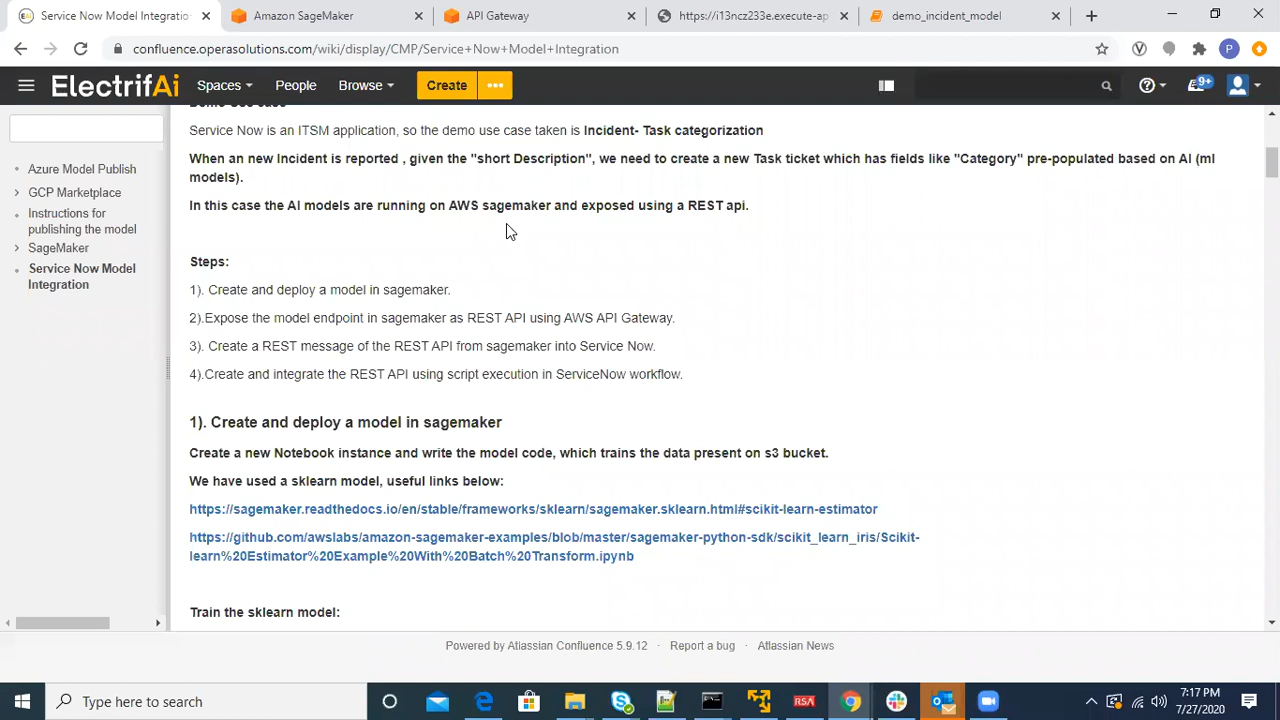 Service Now Model Integratio
Amazon SageMaker
API Gateway
https://i13ncz233e.execute-ap
demo_incident_model
confluence.operasolutions.com/wiki/display/CMP/Service+Now+Model+Integration
P
ElectrifAi
Spaces
People
Browse
Create
9+
Azure Model Publish
GCP Marketplace
Instructions for
publishing the model
SageMaker
Service Now Model
Integration
Demo Use case
Service Now is an ITSM application, so the demo use case taken is Incident- Task categorization
When an new Incident is reported , given the "short Description", we need to create a new Task ticket which has fields like "Category" pre-populated based on AI (ml
models).
In this case the AI models are running on AWS sagemaker and exposed using a REST api.
Steps:
1). Create and deploy a model in sagemaker.
2).Expose the model endpoint in sagemaker as REST API using AWS API Gateway.
3). Create a REST message of the REST API from sagemaker into Service Now.
4).Create and integrate the REST API using script execution in ServiceNow workflow.
1). Create and deploy a model in sagemaker
Create a new Notebook instance and write the model code, which trains the data present on s3 bucket.
We have used a sklearn model, useful links below:
https://sagemaker.readthedocs.io/en/stable/frameworks/sklearn/sagemaker.sklearn.html#scikit-learn-estimator
https://github.com/awslabs/amazon-sagemaker-examples/blob/master/sagemaker-python-sdk/scikit_learn_iris/Scikit-
learn%20Estimator%20Example%20With%20Batch%20Transform.ipynb
Train the sklearn model:
Powered by Atlassian Confluence 5.9.12 · Report a bug · Atlassian News
Type here to search
RSA
7:17 PM
7/27/2020